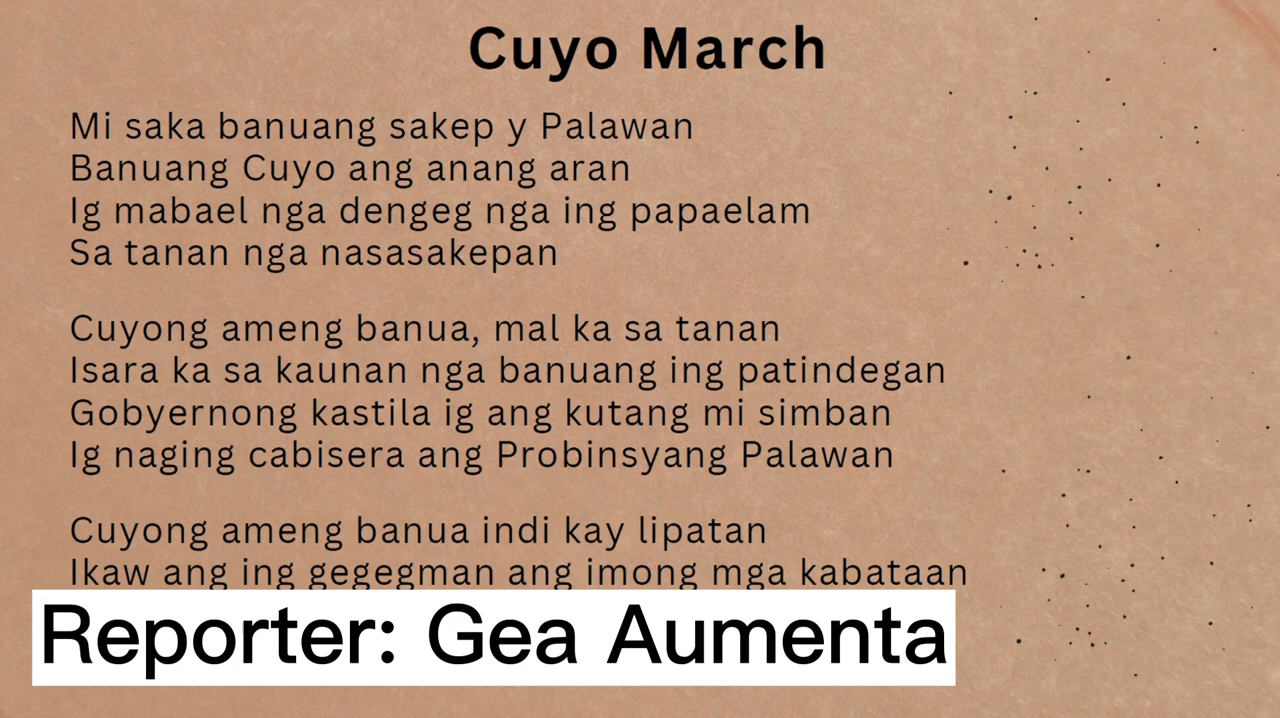 Cuyo March
Mi saka banuang sakep y Palawan
Banuang Cuyo ang anang aran
Ig mabael nga dengeg nga ing papaelam
Sa tanan nga nasasakepan
Cuyong ameng banua, mal ka sa tanan
Isara ka sa kaunan nga banuang ing patindegan
Gobyernong kastila ig ang kutang mi simban
Ig naging cabisera ang Probinsyang Palawan
Cuyong ameng banua indi kay lipatan
Ikaw ang ing gegegman ang imong mga kabataan
Reporter: Gea Aumenta